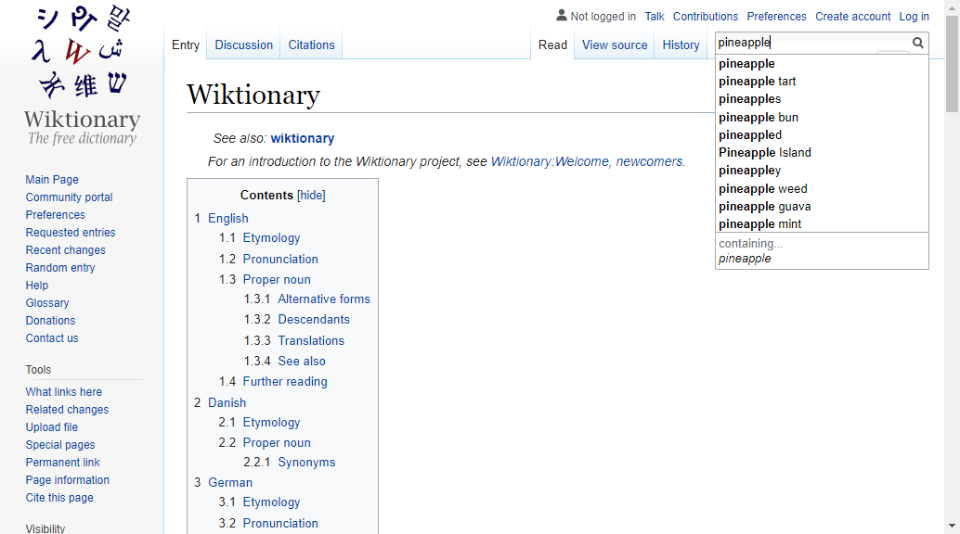 Not logged in Talk Contributions Preferences Create account Log in
Entry Discussion Citations Read View source History pineapple
Wiktionary
The free dictionary
Main Page
Community portal
Preferences
Requested entries
Recent changes
Random entry
Help
Glossary
Donations
Contact us
Tools
What links here
Related changes
Upload file
Special pages
Permanent link
Page information
Cite this page
Visibility
Wiktionary
See also: wiktionary
For an introduction to the Wiktionary project, see Wiktionary:Welcome, newcomers.
Contents [hide]
1 English
1.1 Etymology
1.2 Pronunciation
1.3 Proper noun
1.3.1 Alternative forms
1.3.2 Descendants
1.3.3 Translations
1.3.4 See also
1.4 Further reading
2 Danish
2.1 Etymology
2.2 Proper noun
2.2.1 Synonyms
3 German
3.1 Etymology
3.2 Pronunciation
pineapple
pineapple tart
pineapples
pineapple bun
pineappled
Pineapple Island
pineappley
pineapple weed
pineapple guava
pineapple mint
containing...
pineapple